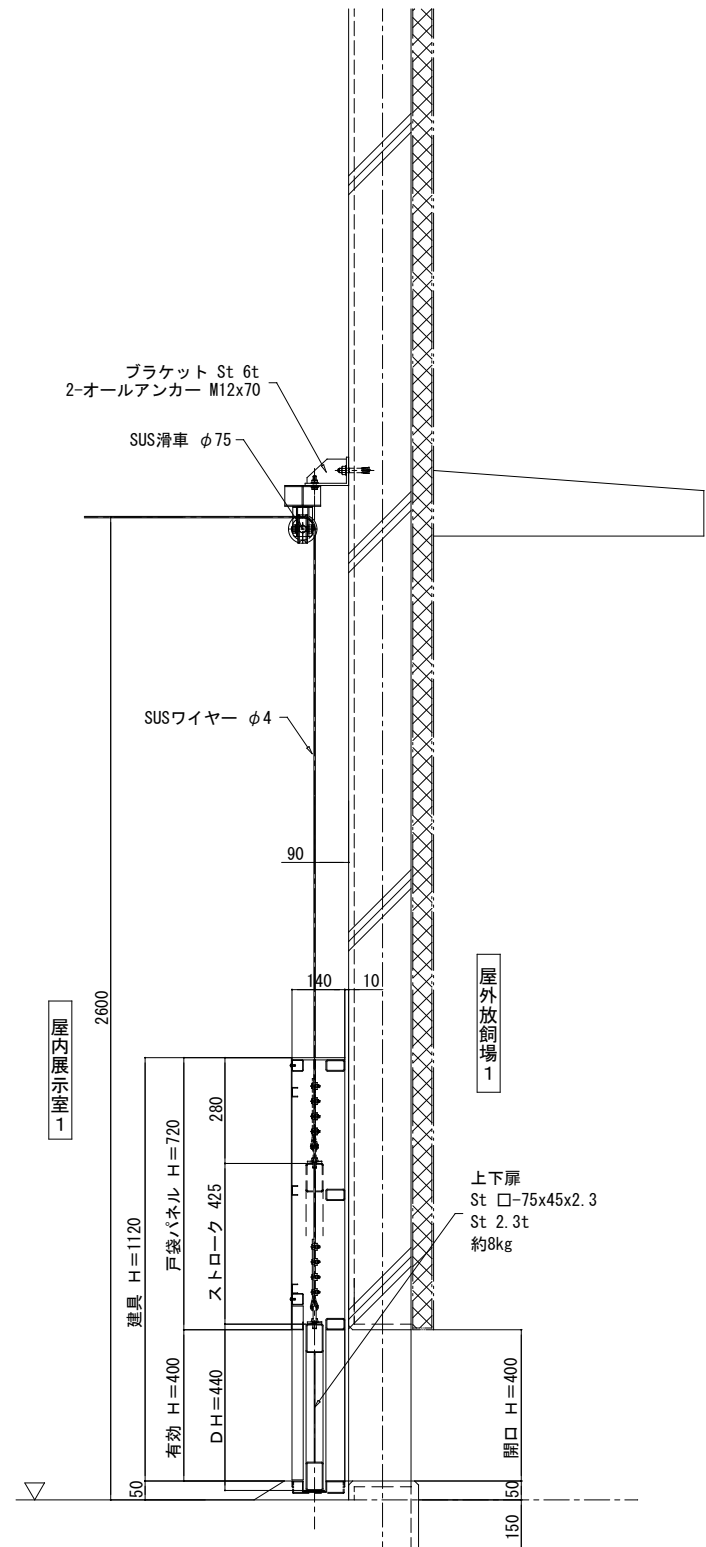 ブラケット St 6t
2-オールアンカー M12x70
SUS滑車 φ75
SUSワイヤー φ4
90
140
10
2600
屋内展示室1
屋外放飼場1
280
戸袋パネル H=720
ストローク 425
建具 H=1120
上下扉
St ロ-75x45x2.3
St 2.3t
約8kg
有効 H=400
DH=440
開口 H=400
50
50
150